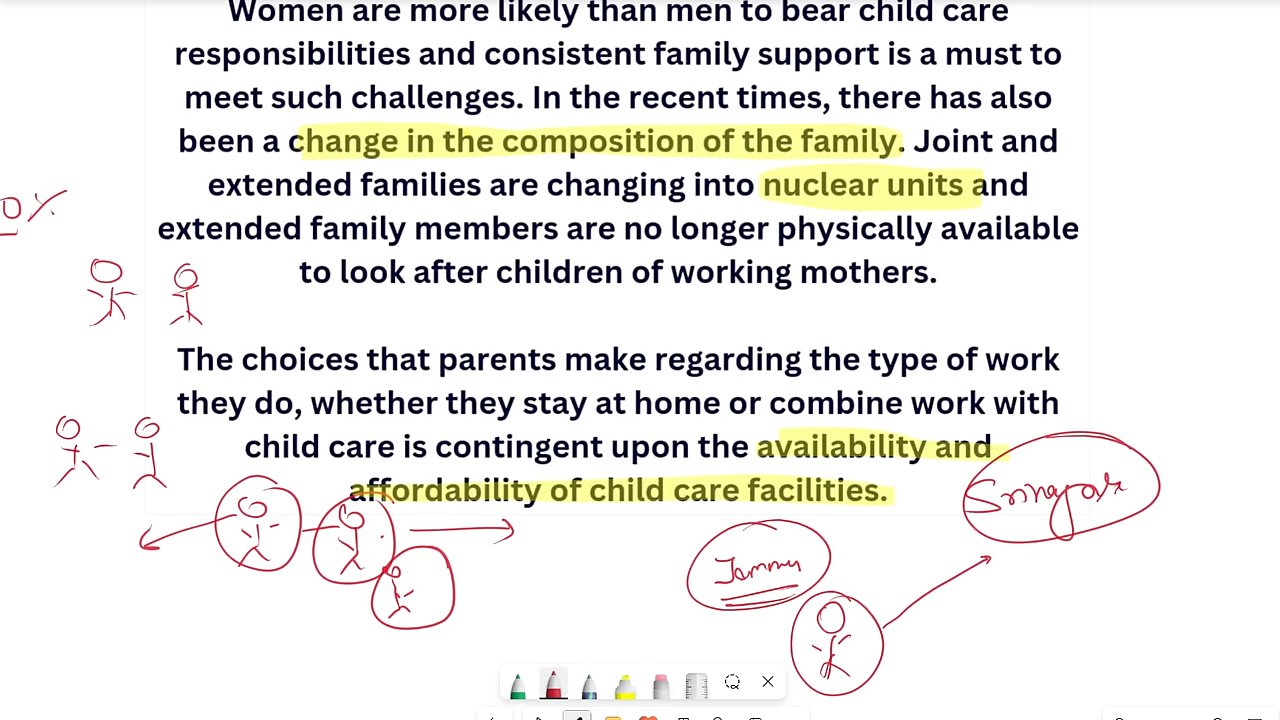 Women are more likely than men to bear child care
responsibilities and consistent family support is a must to
meet such challenges. In the recent times, there has also
been a change in the composition of the family. Joint and
extended families are changing into nuclear units and
extended family members are no longer physically available
to look after children of working mothers.
The choices that parents make regarding the type of work
they do, whether they stay at home or combine work with
child care is contingent upon the availability and
affordability of child care facilities.
Jammu